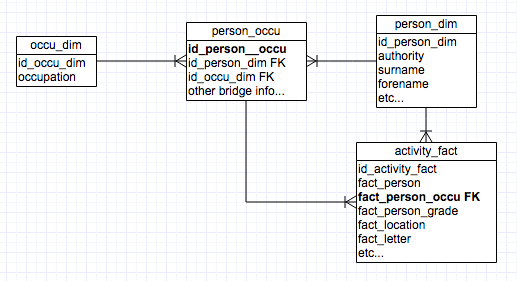 occu_dim
id_occu_dim
occupation
person_occu
id_person__occu
id_person_dim FK
id_occu_dim FK
other bridge info...
person_dim
id_person_dim
authority
surname
forename
etc...
activity_fact
id_activity_fact
fact_person
fact_person_occu FK
fact_person_grade
fact_location
fact_letter
etc...